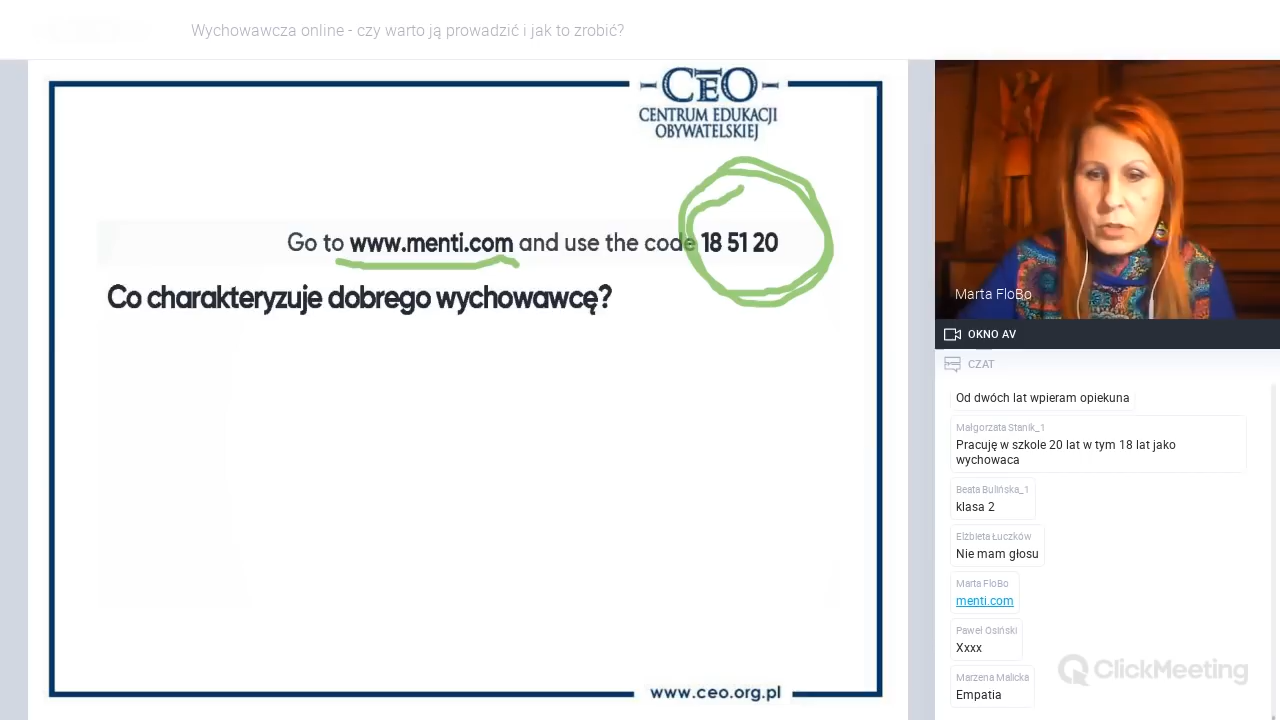 Wychowawcza online - czy warto ją prowadzić i jak to zrobić?
CEO
CENTRUM EDUKACJI
OBYWATELSKIEJ
Go to www.menti.com and use the code 18 51 20
Co charakteryzuje dobrego wychowawcę?
www.ceo.org.pl
Marta FloBo
OKNO AV
CZAT
Od dwóch lat wpieram opiekuna
Małgorzata Stanik_1
Pracuję w szkole 20 lat w tym 18 lat jako
wychowaca
Beata Bulińska_1
klasa 2
Elżbieta Łuczków
Nie mam głosu
Marta FloBo
menti.com
Paweł Osiński
Xxxx
Marzena Malicka
Empatia
ClickMeeting